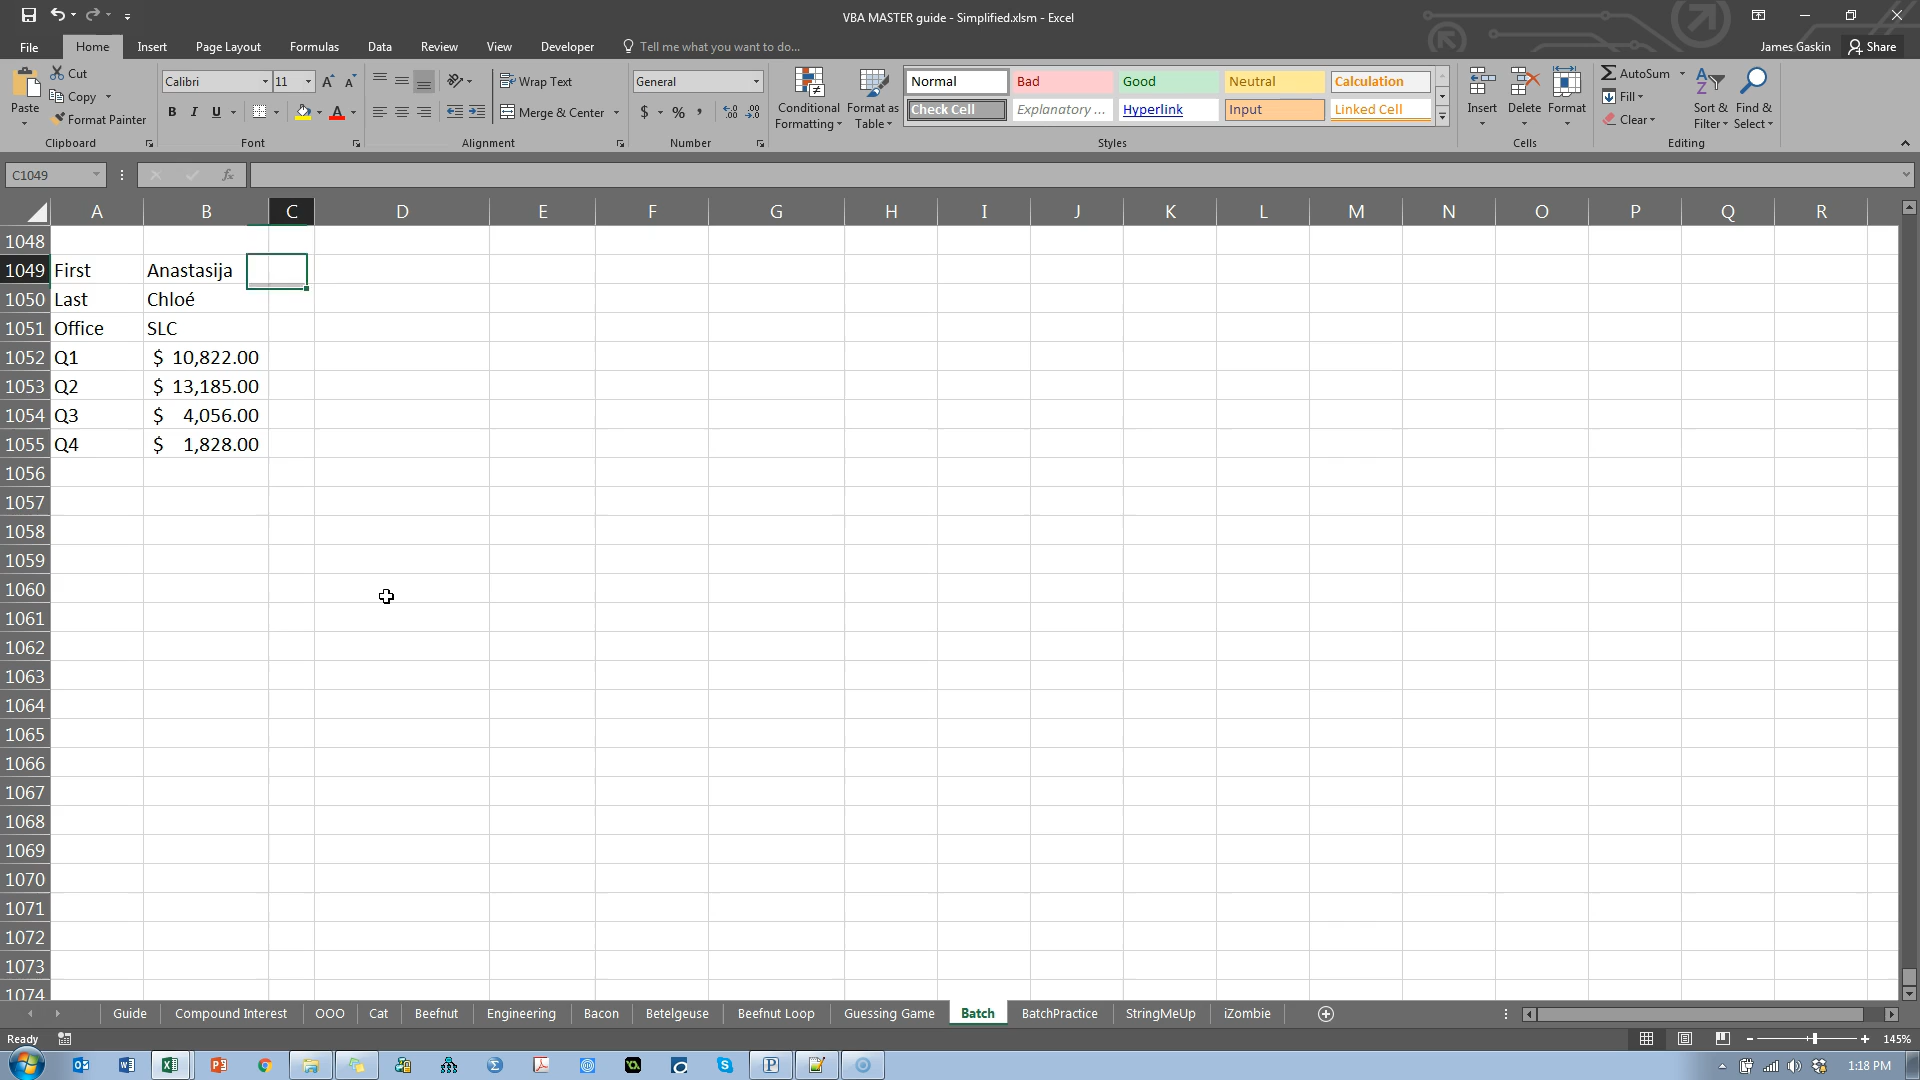 VBA MASTER guide - Simplified.xlsm - Excel
File Home Insert Page Layout Formulas Data Review View Developer Tell me what you want to do... James Gaskin Share
Paste Cut Copy Format Painter
Calibri 11
B I U A
Wrap Text
Merge & Center
General
$ % ,
Conditional Formatting Format as Table
Normal Bad Good Neutral Calculation
Check Cell Explanatory ... Hyperlink Input Linked Cell
Insert Delete Format
AutoSum Fill Clear
Sort & Filter Find & Select
Clipboard Font Alignment Number Styles Cells Editing
C1049 fx
A B C D E F G H I J K L M N O P Q R
1048
1049 First Anastasija
1050 Last Chloé
1051 Office SLC
1052 Q1 $ 10,822.00
1053 Q2 $ 13,185.00
1054 Q3 $ 4,056.00
1055 Q4 $ 1,828.00
1056
1057
1058
1059
1060
1061
1062
1063
1064
1065
1066
1067
1068
1069
1070
1071
1072
1073
1074
Guide Compound Interest OOO Cat Beefnut Engineering Bacon Betelgeuse Beefnut Loop Guessing Game Batch BatchPractice StringMeUp iZombie
Ready 145%
1:18 PM